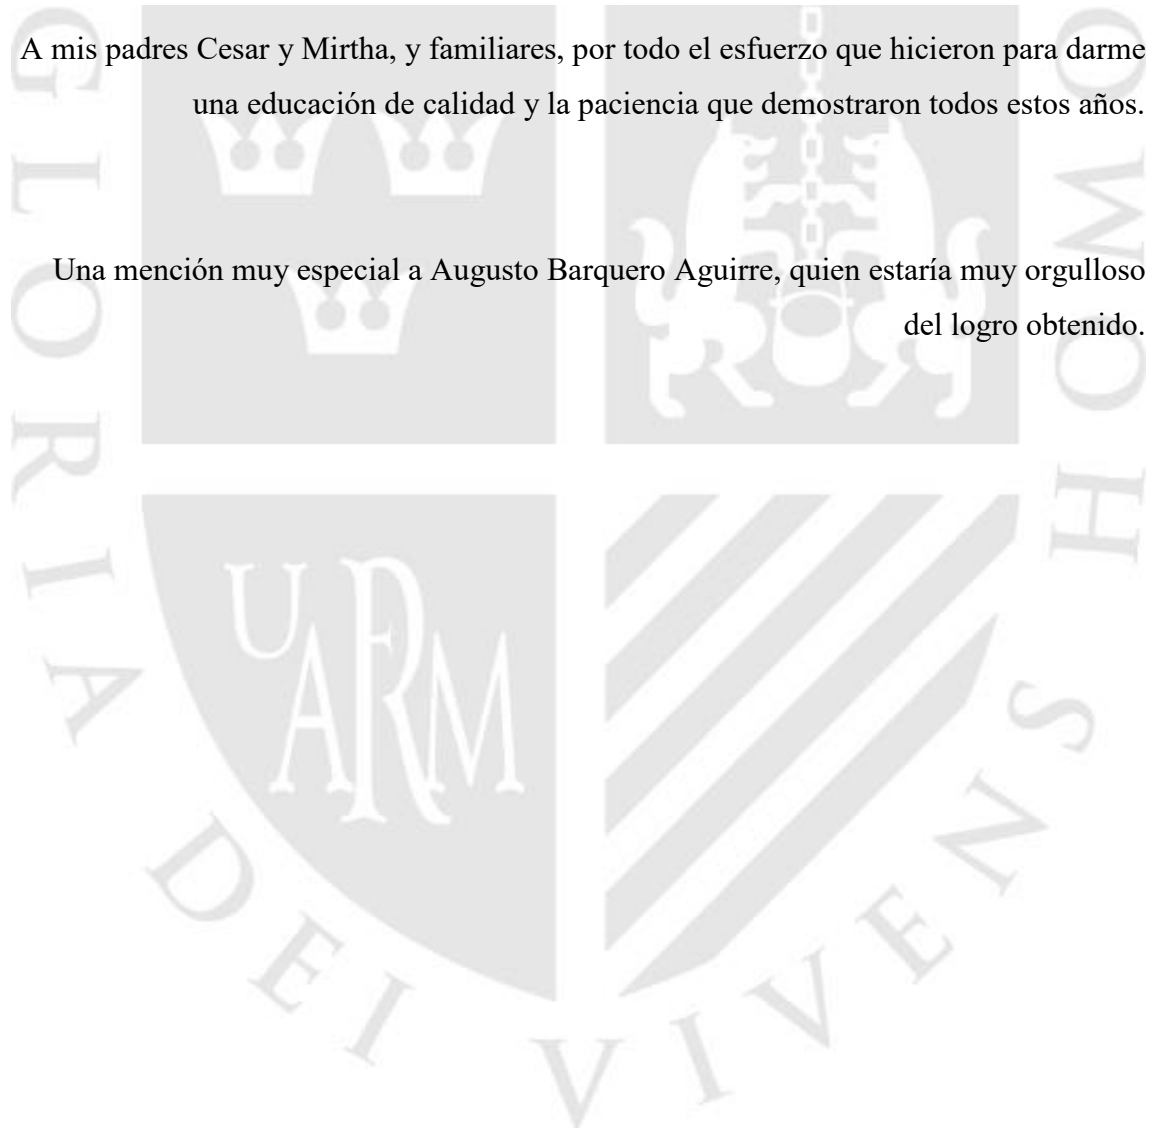 A mis padres Cesar y Mirtha, y familiares, por todo el esfuerzo que hicieron para darme
una educación de calidad y la paciencia que demostraron todos estos años.
Una mención muy especial a Augusto Barquero Aguirre, quien estaría muy orgulloso
del logro obtenido.
GLORIA DEI VIVENS HOMO
UARM